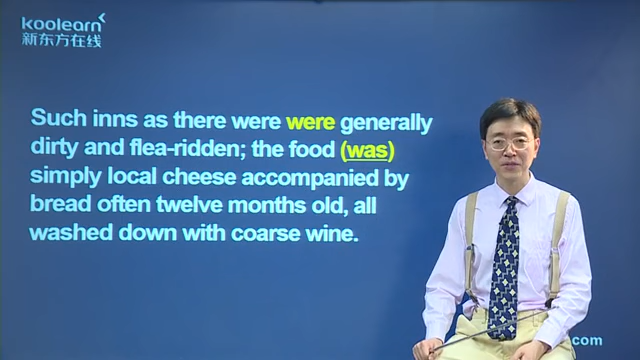 koolearn
新东方在线
Such inns as there were were generally
dirty and flea-ridden; the food (was)
simply local cheese accompanied by
bread often twelve months old, all
washed down with coarse wine.
com